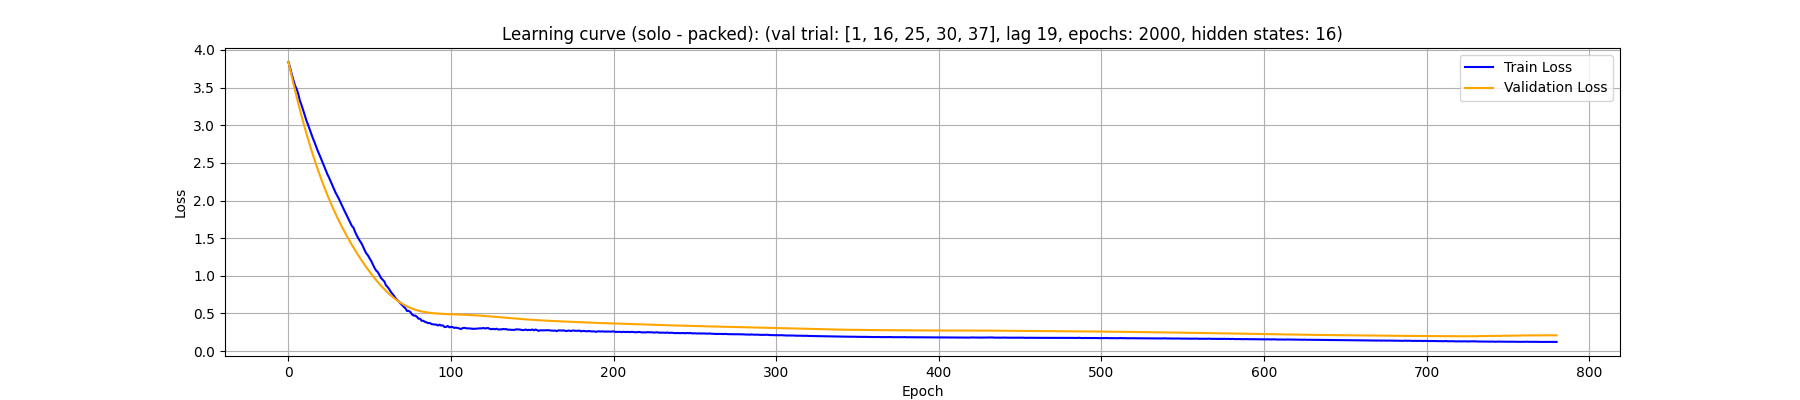 Learning curve (solo - packed): (val trial: [1, 16, 25, 30, 37], lag 19, epochs: 2000, hidden states: 16)
Train Loss
Validation Loss
Loss
4.0
3.5
3.0
2.5
2.0
1.5
1.0
0.5
0.0
0 100 200 300 400 500 600 700 800
Epoch